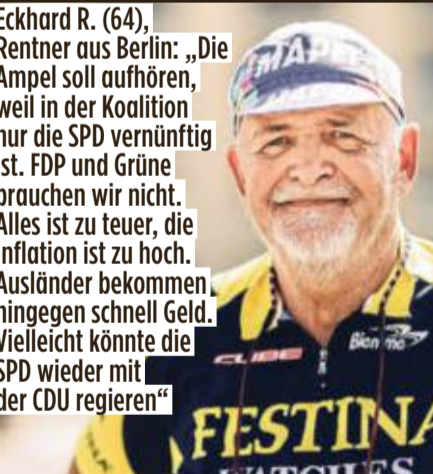 Eckhard R. (64),
Rentner aus Berlin: „Die
Ampel soll aufhören,
weil in der Koalition
nur die SPD vernünftig
ist. FDP und Grüne
brauchen wir nicht.
Alles ist zu teuer, die
Inflation ist zu hoch.
Ausländer bekommen
hingegen schnell Geld.
Vielleicht könnte die
SPD wieder mit
der CDU regieren“
MAPEI
CUBE
FESTINA
WATCHES